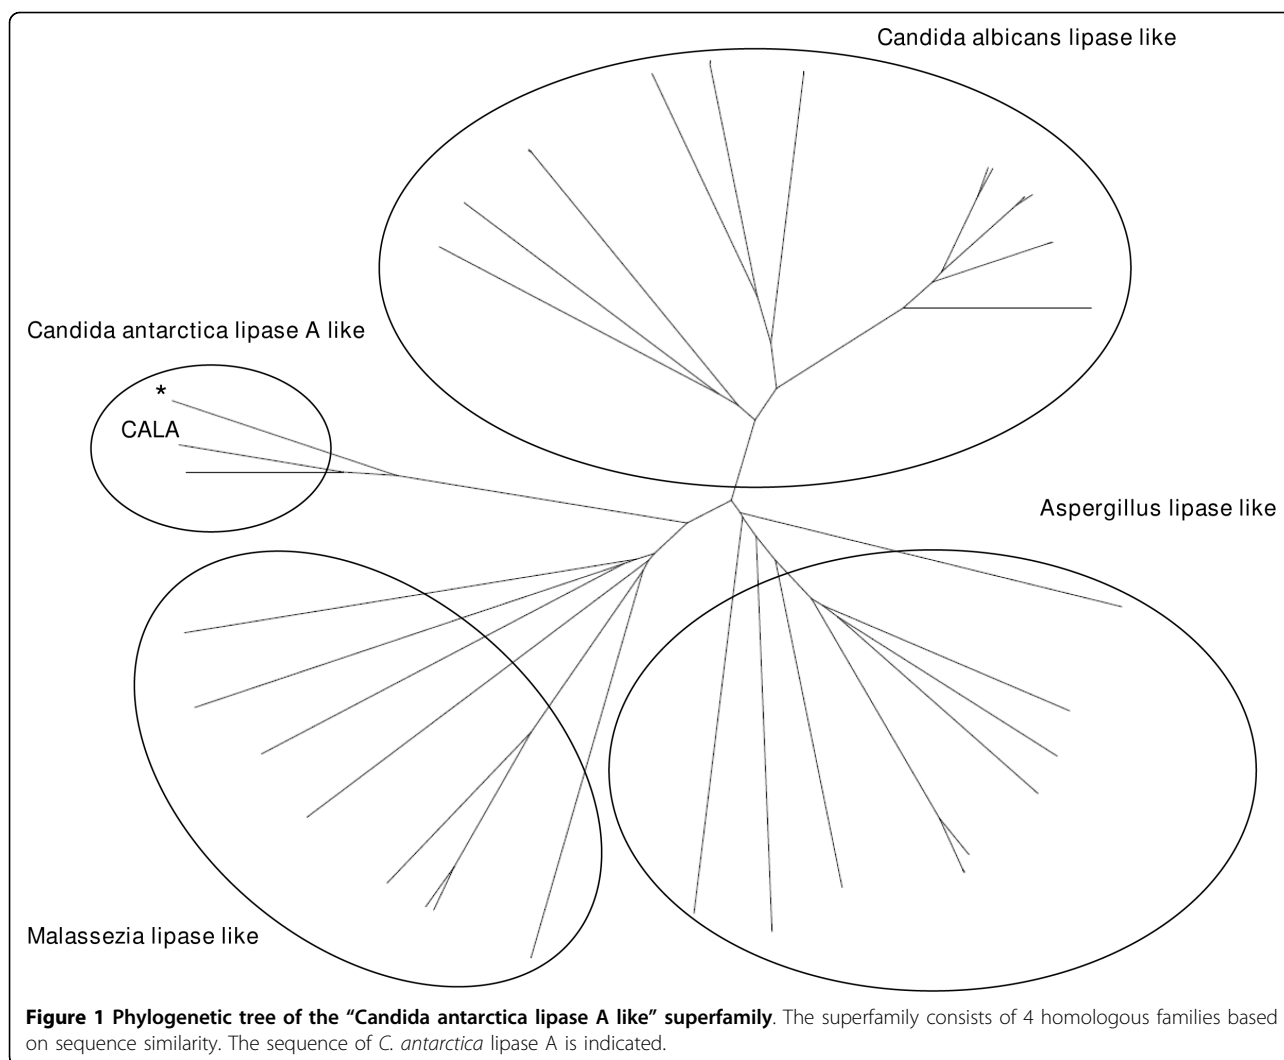 Candida albicans lipase like
Candida antarctica lipase A like
*
CALA
Aspergillus lipase like
Malassezia lipase like
Figure 1 Phylogenetic tree of the “Candida antarctica lipase A like” superfamily. The superfamily consists of 4 homologous families based
on sequence similarity. The sequence of C. antarctica lipase A is indicated.